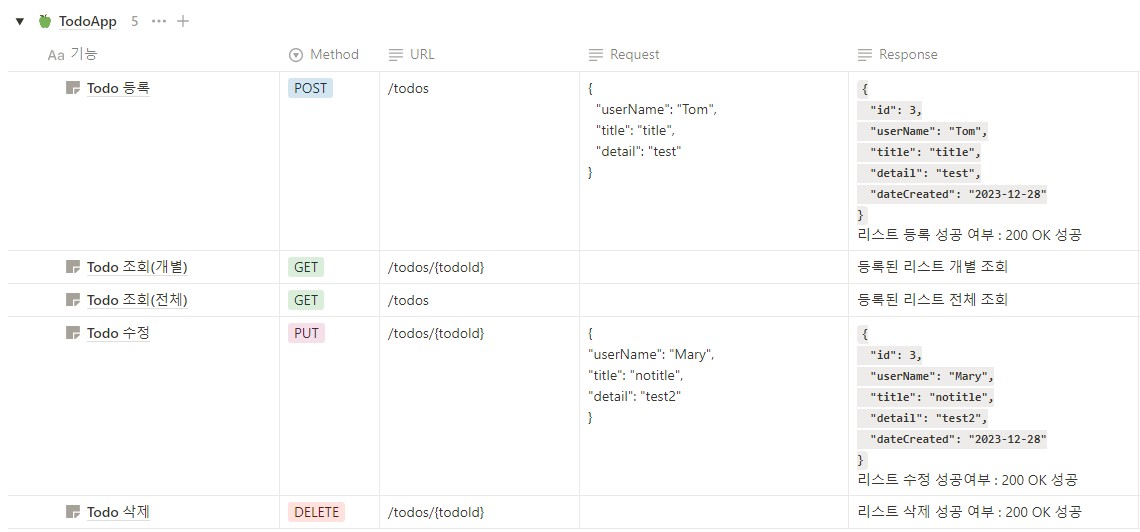 TodoApp 5
Aa 기능 Method URL Request Response
Todo 등록 POST /todos
{
"userName": "Tom",
"title": "title",
"detail": "test"
}
{
"id": 3,
"userName": "Tom",
"title": "title",
"detail": "test",
"dateCreated": "2023-12-28"
}
리스트 등록 성공 여부 : 200 OK 성공
Todo 조회(개별) GET /todos/{todoId} 등록된 리스트 개별 조회
Todo 조회(전체) GET /todos 등록된 리스트 전체 조회
Todo 수정 PUT /todos/{todoId}
{
"userName": "Mary",
"title": "notitle",
"detail": "test2"
}
{
"id": 3,
"userName": "Mary",
"title": "notitle",
"detail": "test2",
"dateCreated": "2023-12-28"
}
리스트 수정 성공여부 : 200 OK 성공
Todo 삭제 DELETE /todos/{todoId} 리스트 삭제 성공 여부 : 200 OK 성공